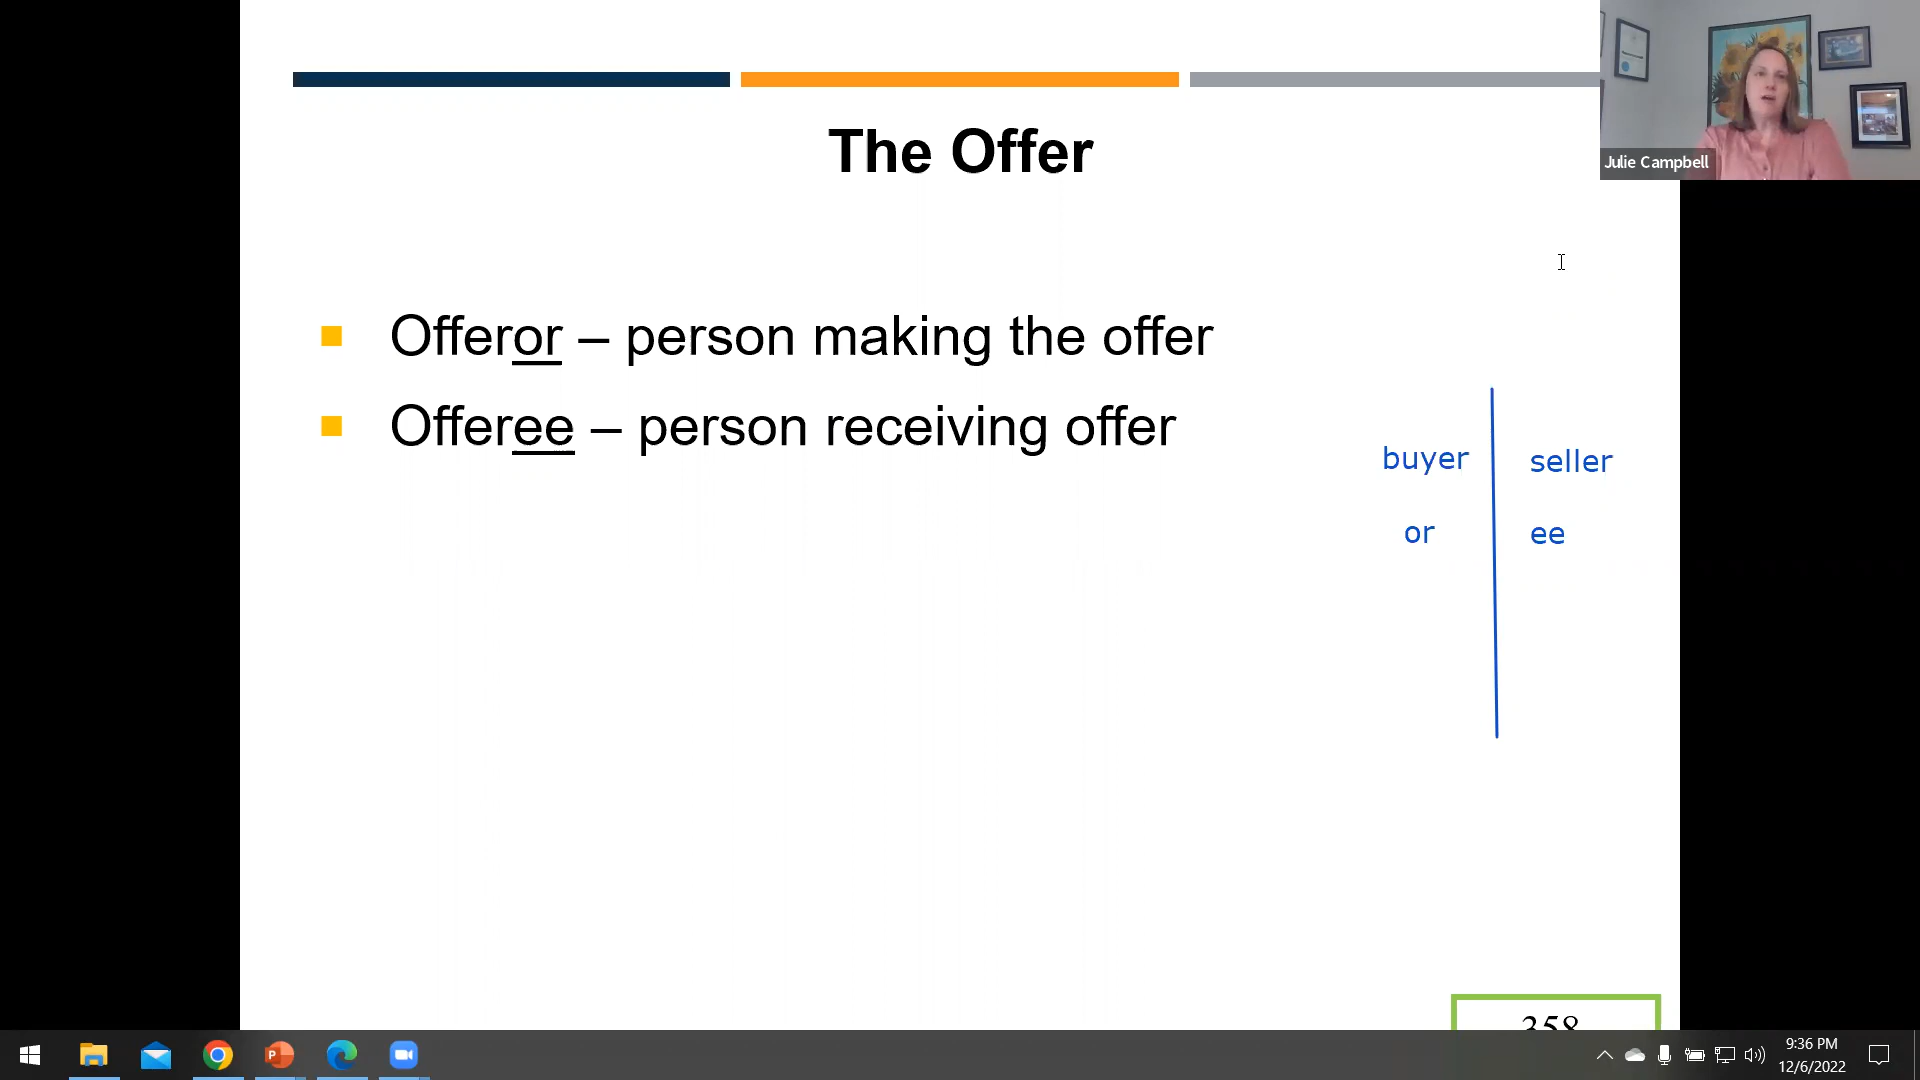 The Offer
Julie Campbell
Offeror – person making the offer
Offeree – person receiving offer
buyer seller
or ee
358
9:36 PM
12/6/2022